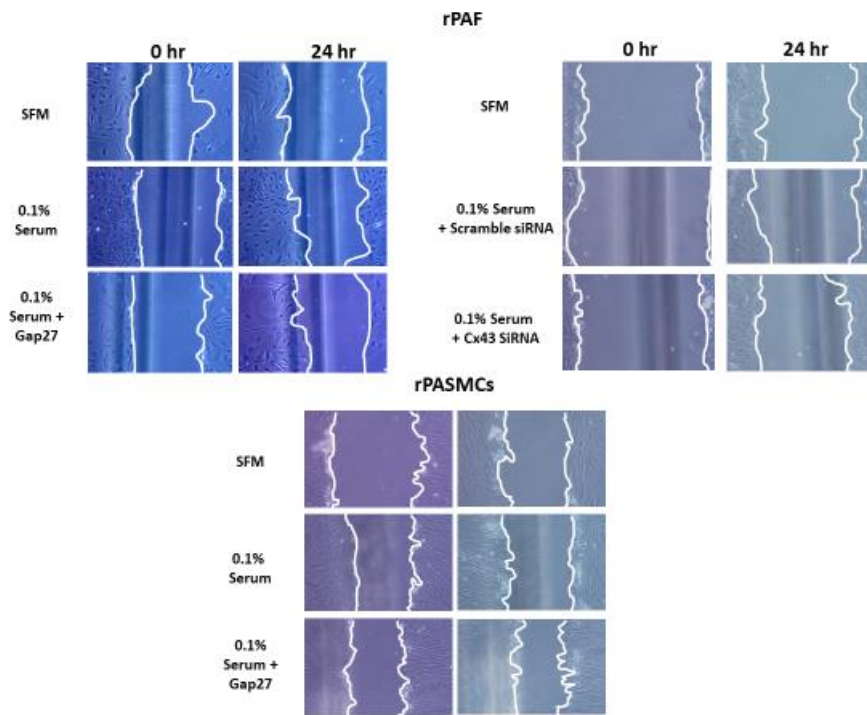 rPAF
0 hr
24 hr
0 hr
24 hr
SFM
0.1%
Serum
0.1%
Serum +
Gap27
SFM
0.1% Serum
+ Scramble siRNA
0.1% Serum
+ Cx43 SiRNA
rPASMCs
SFM
0.1%
Serum
0.1%
Serum +
Gap27